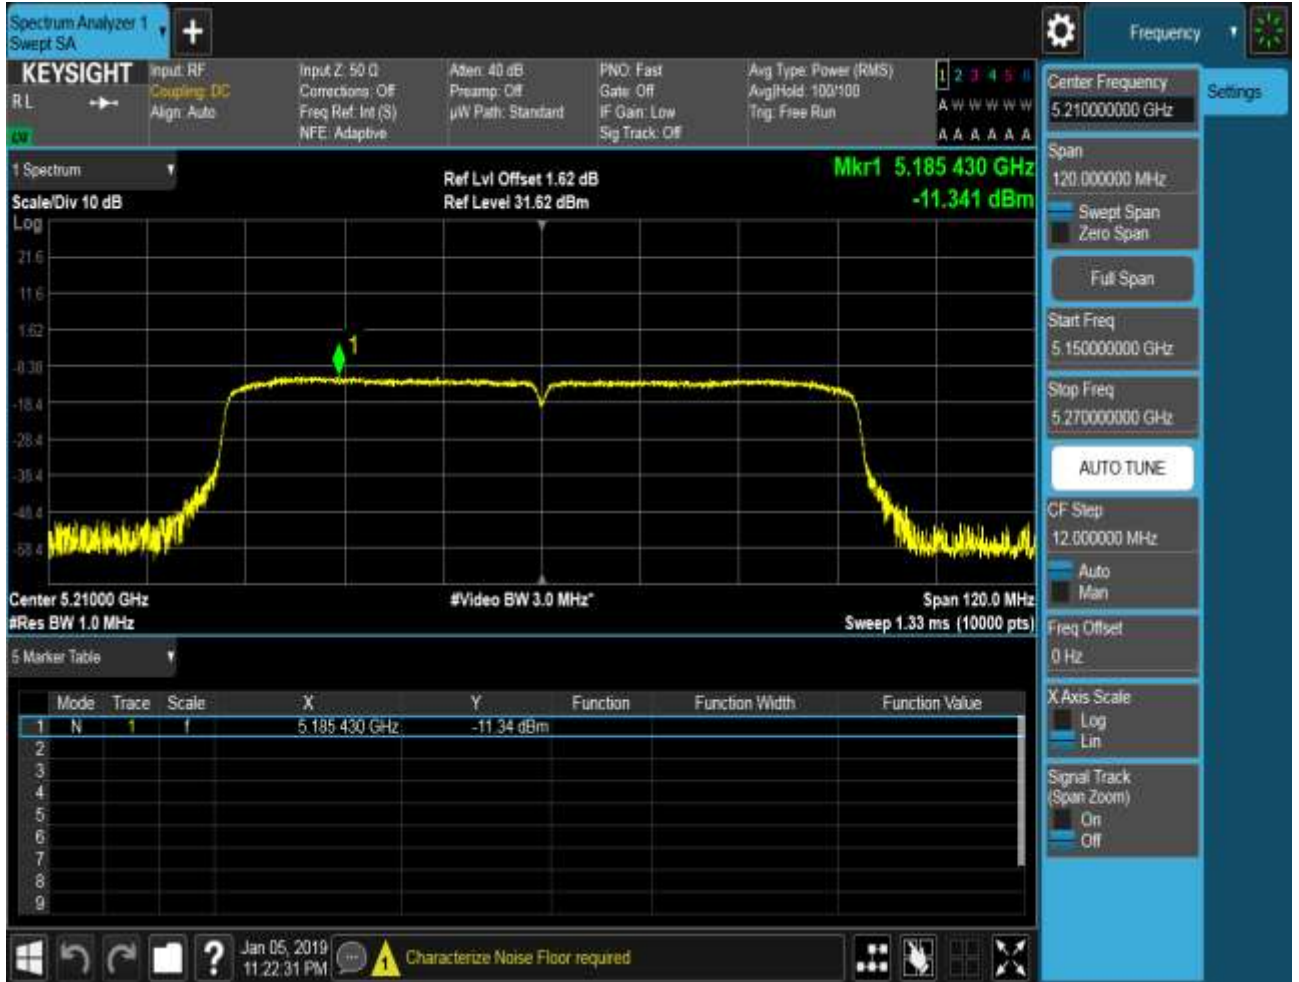 Spectrum Analyzer 1
Swept SA
Frequency
KEYSIGHT
Input: RF
Coupling: DC
Align: Auto
R L
Input Z: 50 Ω
Corrections: Off
Freq Ref: Int (S)
NFE: Adaptive
Atten: 40 dB
Preamp: Off
µW Path: Standard
PNO: Fast
Gate: Off
IF Gain: Low
Sig Track: Off
Avg Type: Power (RMS)
Avg|Hold: 100/100
Trig: Free Run
1 2 3 4 5 6
A W W W W W
A A A A A A
1 Spectrum
Scale/Div 10 dB
Log
Ref Lvl Offset 1.62 dB
Ref Level 31.62 dBm
Mkr1 5.185 430 GHz
-11.341 dBm
21.6
11.6
1.62
-8.38
-18.4
-28.4
-38.4
-48.4
-58.4
1
Center 5.21000 GHz
#Res BW 1.0 MHz
#Video BW 3.0 MHz*
Span 120.0 MHz
Sweep 1.33 ms (10000 pts)
5 Marker Table
Mode Trace Scale X Y Function Function Width Function Value
1 N 1 f 5.185 430 GHz -11.34 dBm
2
3
4
5
6
7
8
9
Jan 05, 2019
11:22:31 PM
1
Characterize Noise Floor required
?
Settings
Center Frequency
5.210000000 GHz
Span
120.000000 MHz
Swept Span
Zero Span
Full Span
Start Freq
5.150000000 GHz
Stop Freq
5.270000000 GHz
AUTO TUNE
CF Step
12.000000 MHz
Auto
Man
Freq Offset
0 Hz
X Axis Scale
Log
Lin
Signal Track
(Span Zoom)
On
Off